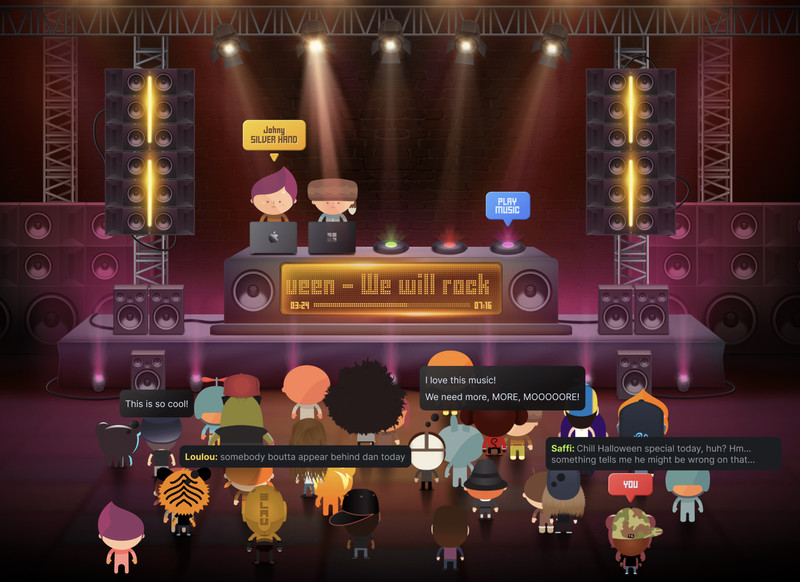 Johny
SILVER HAND
PLAY
MUSIC
ueen - We will rock
03:24
07:16
I love this music!
We need more, MORE, MOOOOORE!
This is so cool!
Loulou: somebody boutta appear behind dan today
Saffi: Chill Halloween special today, huh? Hm...
something tells me he might be wrong on that...
YOU